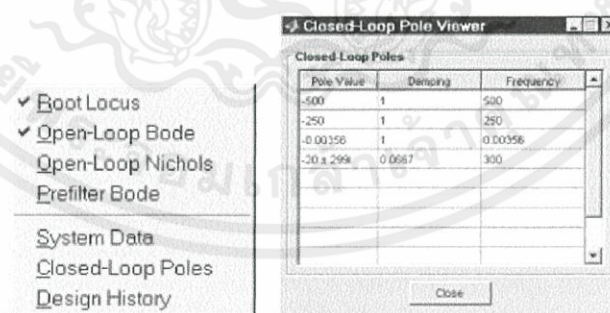 ✔ Root Locus
✔ Open-Loop Bode
Open-Loop Nichols
Prefilter Bode
System Data
Closed-Loop Poles
Design History
Closed-Loop Pole Viewer
Closed-Loop Poles
Pole Value Damping Frequency
-500 1 500
-250 1 250
-0.00356 1 0.00356
-20 ± 299i 0.0667 300
Close